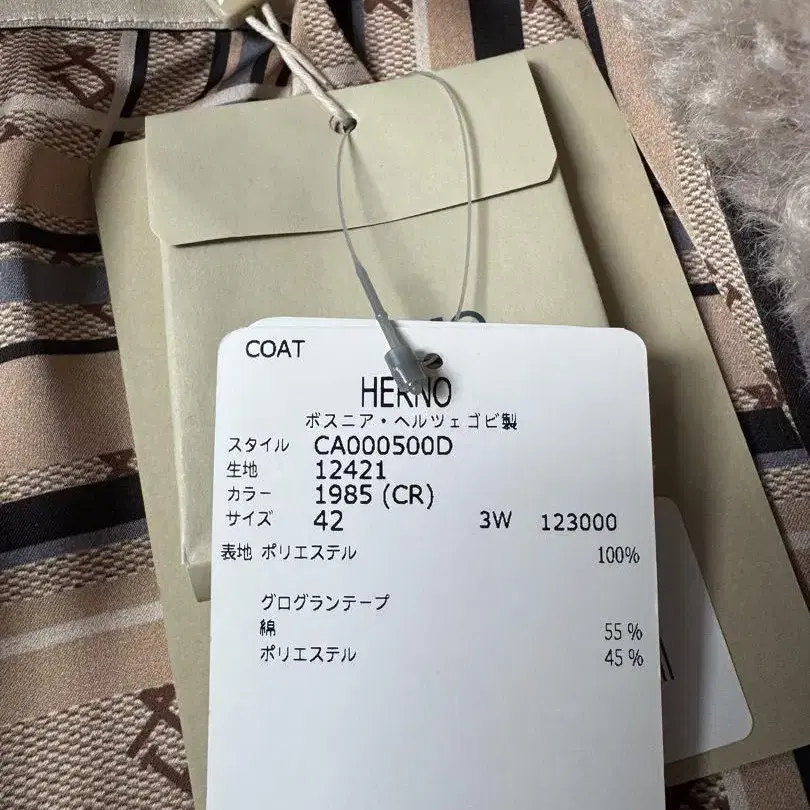 COAT
HERNO
ボスニア・ヘルツェゴビ製
スタイル CA000500D
生地 12421
カラー 1985 (CR)
サイズ 42 3W 123000
表地 ポリエステル 100%
グログランテープ
綿 55 %
ポリエステル 45 %